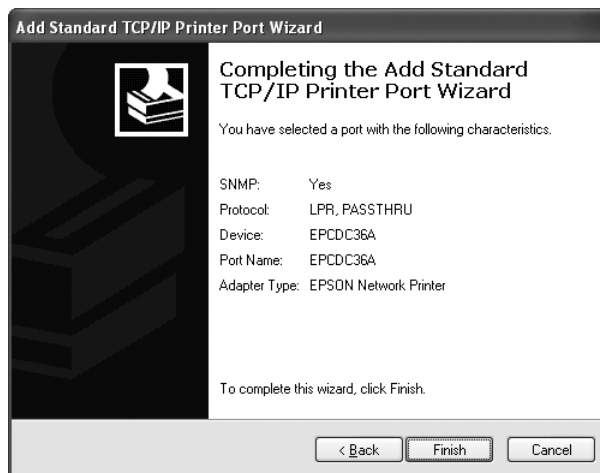 Add Standard TCP/IP Printer Port Wizard
Completing the Add Standard
TCP/IP Printer Port Wizard
You have selected a port with the following characteristics.
SNMP: Yes
Protocol: LPR, PASSTHRU
Device: EPCDC36A
Port Name: EPCDC36A
Adapter Type: EPSON Network Printer
To complete this wizard, click Finish.
< Back Finish Cancel